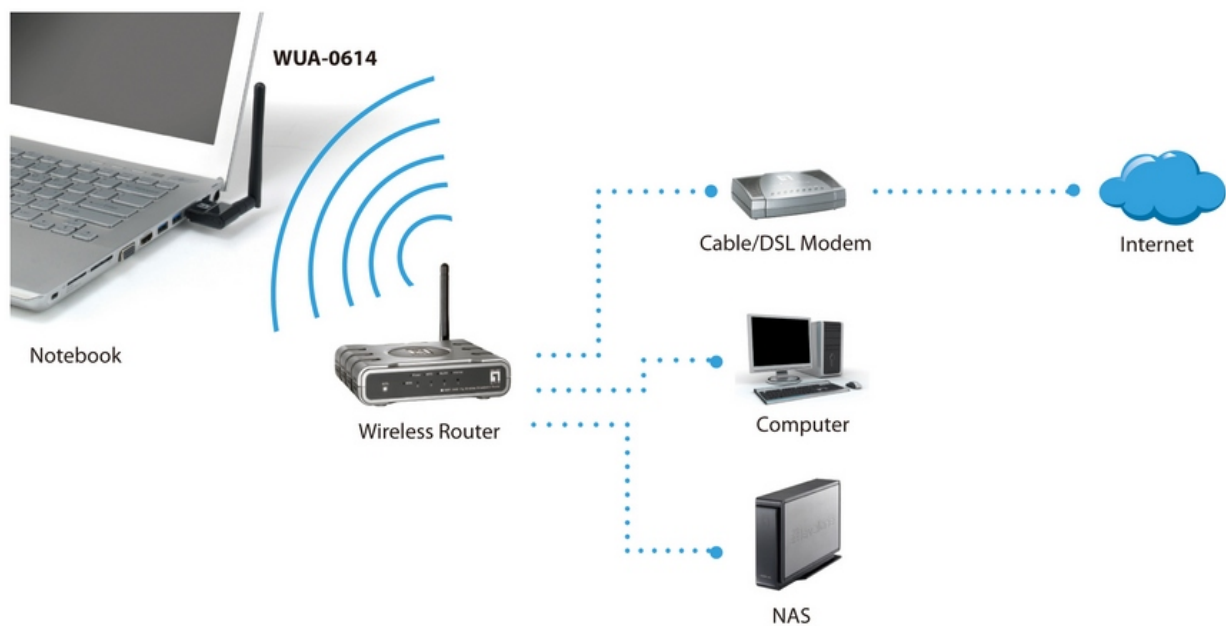 WUA-0614
Notebook
Wireless Router
Cable/DSL Modem
Internet
Computer
NAS